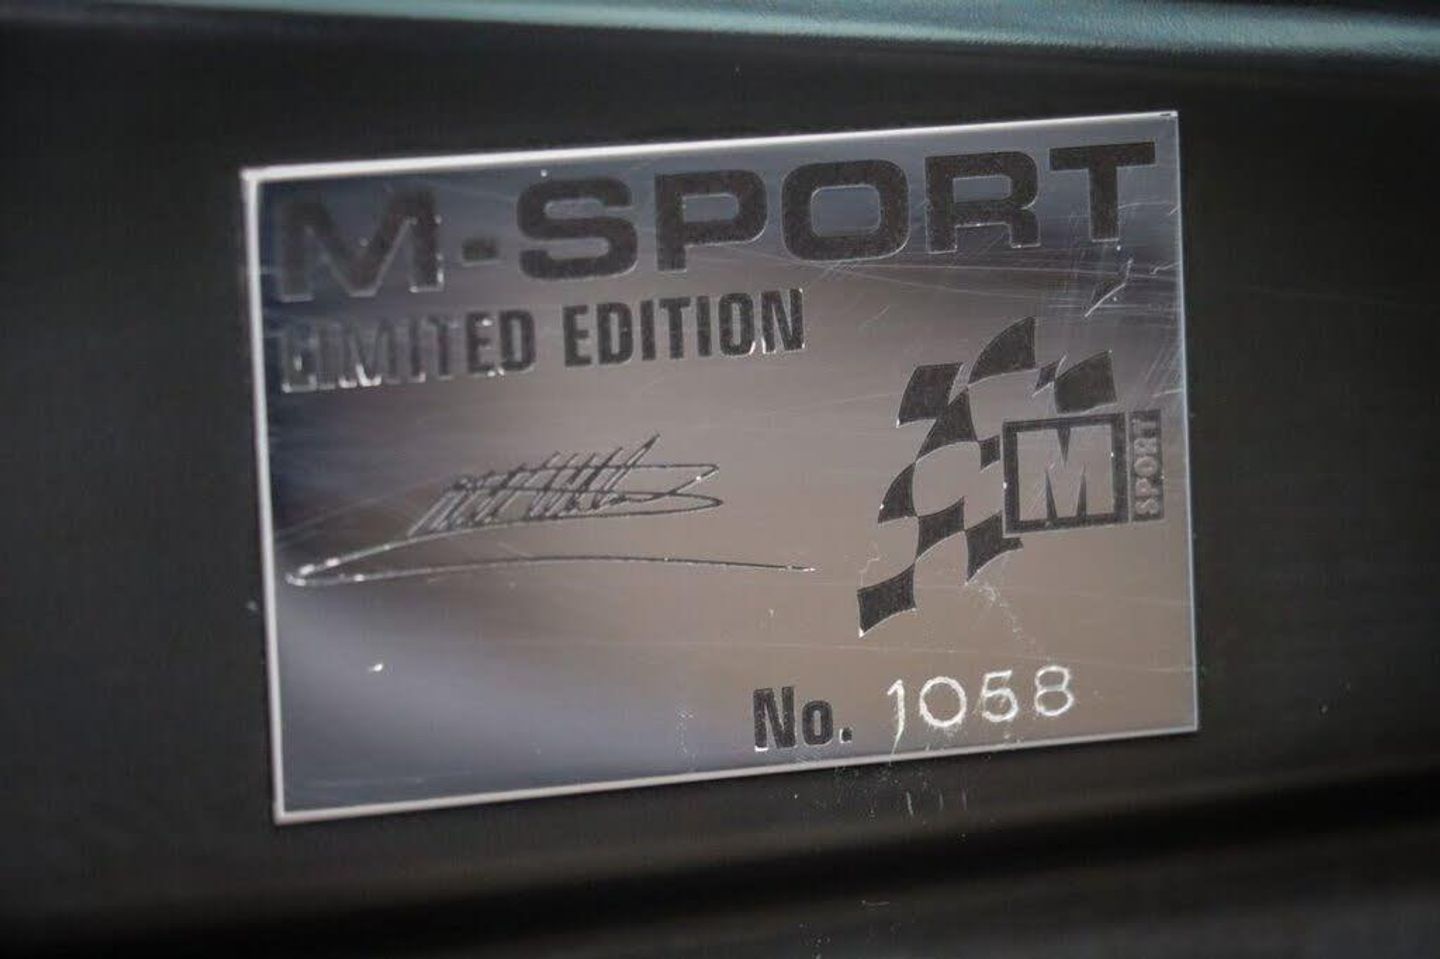 M-SPORT
LIMITED EDITION
M
SPORT
No. 1058